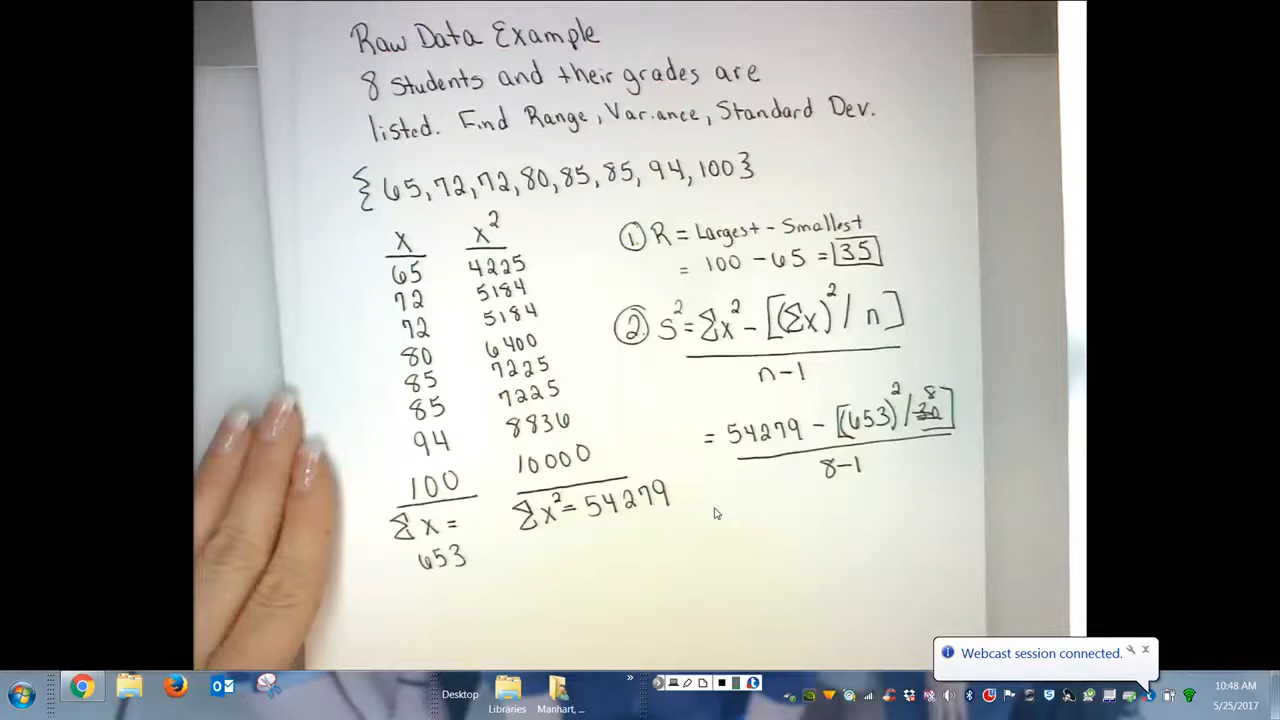 Raw Data Example
8 Students and their grades are
listed. Find Range, Variance, Standard Dev.
{65, 72, 72, 80, 85, 85, 94, 100}
x x²
65 4225
72 5184
72 5184
80 6400
85 7225
85 7225
94 8836
100 10000
Σx = Σx² = 54279
653
① R = Largest - Smallest
= 100 - 65 = 35
② S² = Σx² - [(Σx)² / n]
n-1
= 54279 - [(653)² / 8]
8-1
Webcast session connected.
Desktop
Libraries
Manhart, ...
10:48 AM
5/25/2017